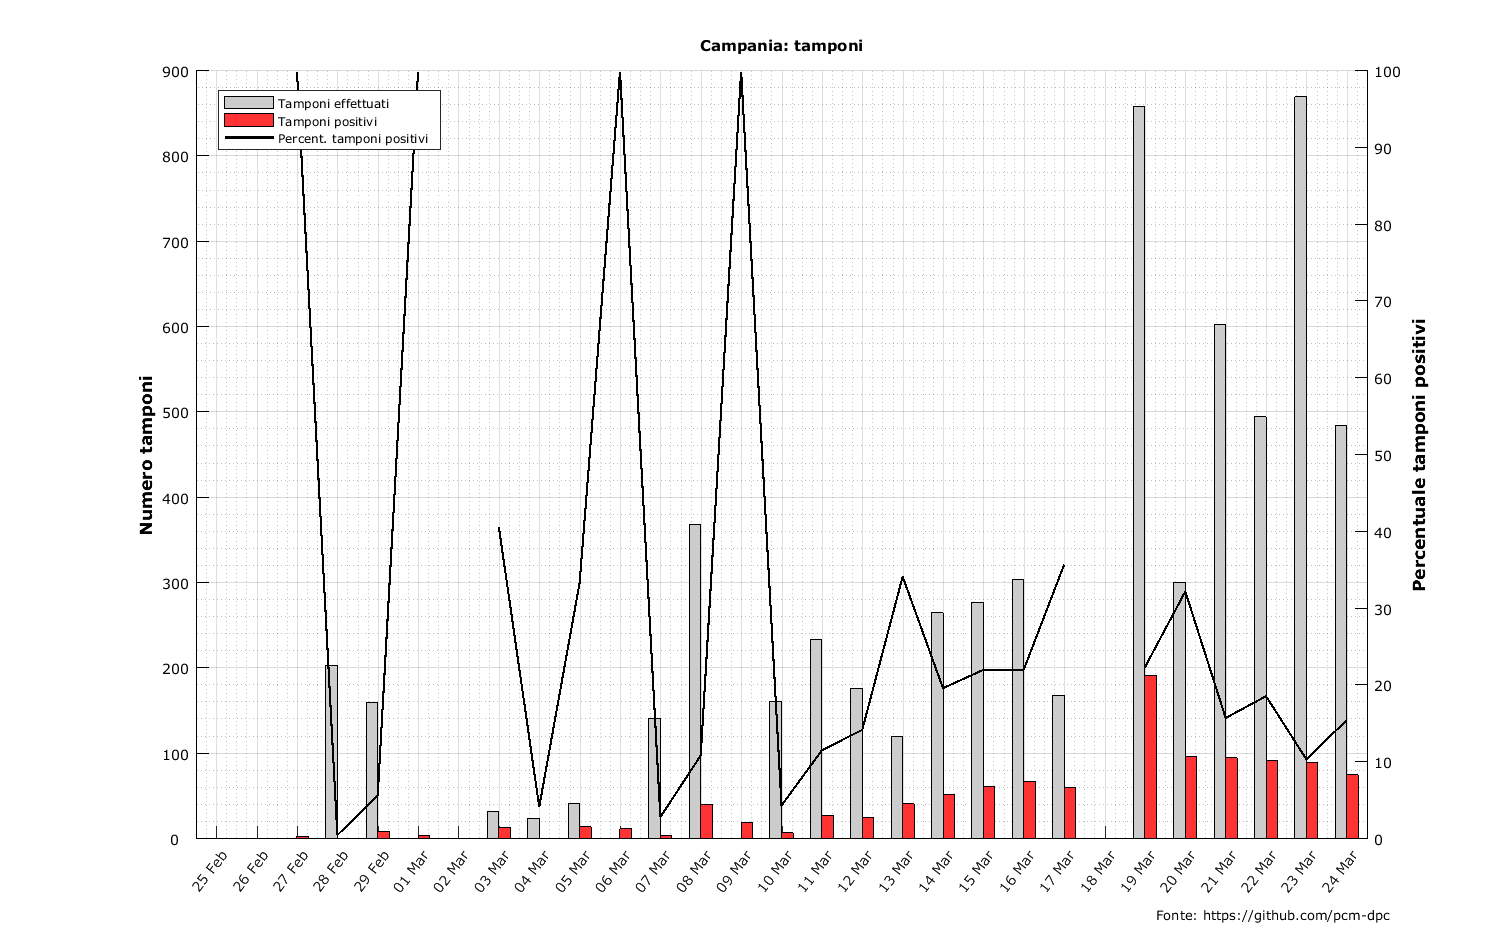 Campania: tamponi
900
800
700
600
500
400
300
200
100
0
Numero tamponi
Tamponi effettuati
Tamponi positivi
Percent. tamponi positivi
100
90
80
70
60
50
40
30
20
10
0
Percentuale tamponi positivi
25 Feb
26 Feb
27 Feb
28 Feb
29 Feb
01 Mar
02 Mar
03 Mar
04 Mar
05 Mar
06 Mar
07 Mar
08 Mar
09 Mar
10 Mar
11 Mar
12 Mar
13 Mar
14 Mar
15 Mar
16 Mar
17 Mar
18 Mar
19 Mar
20 Mar
21 Mar
22 Mar
23 Mar
24 Mar
Fonte: https://github.com/pcm-dpc